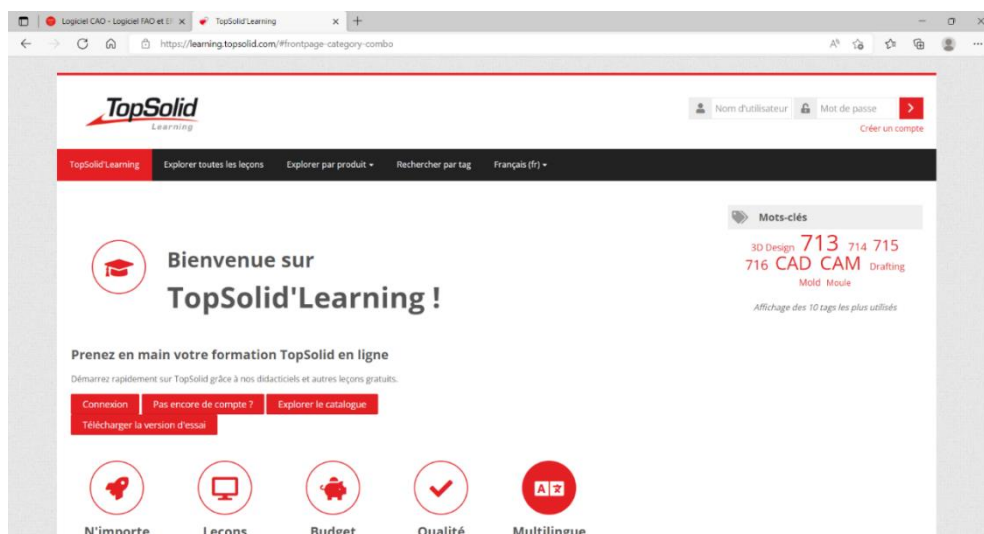 Logiciel CAO - Logiciel FAO et E
TopSolid'Learning
https://learning.topsolid.com/#frontpage-category-combo
TopSolid
Learning
Nom d'utilisateur
Mot de passe
Créer un compte
TopSolid'Learning
Explorer toutes les leçons
Explorer par produit
Rechercher par tag
Français (fr)
Bienvenue sur
TopSolid'Learning !
Mots-clés
3D Design 713 714 715
716 CAD CAM Drafting
Mold Moule
Affichage des 10 tags les plus utilisés
Prenez en main votre formation TopSolid en ligne
Démarrez rapidement sur TopSolid grâce à nos didacticiels et autres leçons gratuits.
Connexion
Pas encore de compte ?
Explorer le catalogue
Télécharger la version d'essai
N'importe
Leçons
Budget
Qualité
Multilingue